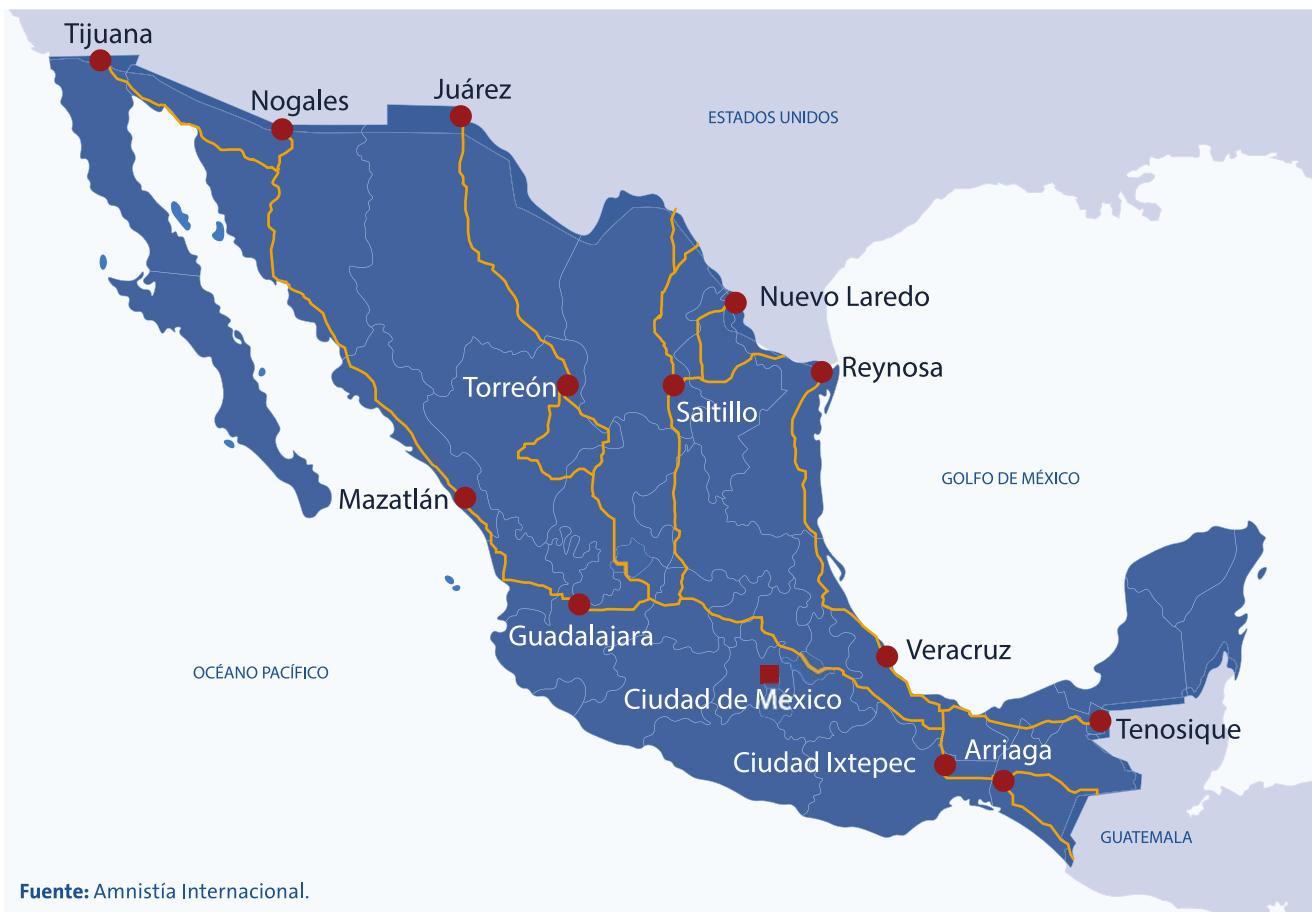 Tijuana
Nogales
Juárez
ESTADOS UNIDOS
Nuevo Laredo
Reynosa
Torreón
Saltillo
GOLFO DE MÉXICO
Mazatlán
Guadalajara
Veracruz
OCÉANO PACÍFICO
Ciudad de México
Tenosique
Arriaga
Ciudad Ixtepec
GUATEMALA
Fuente: Amnistía Internacional.